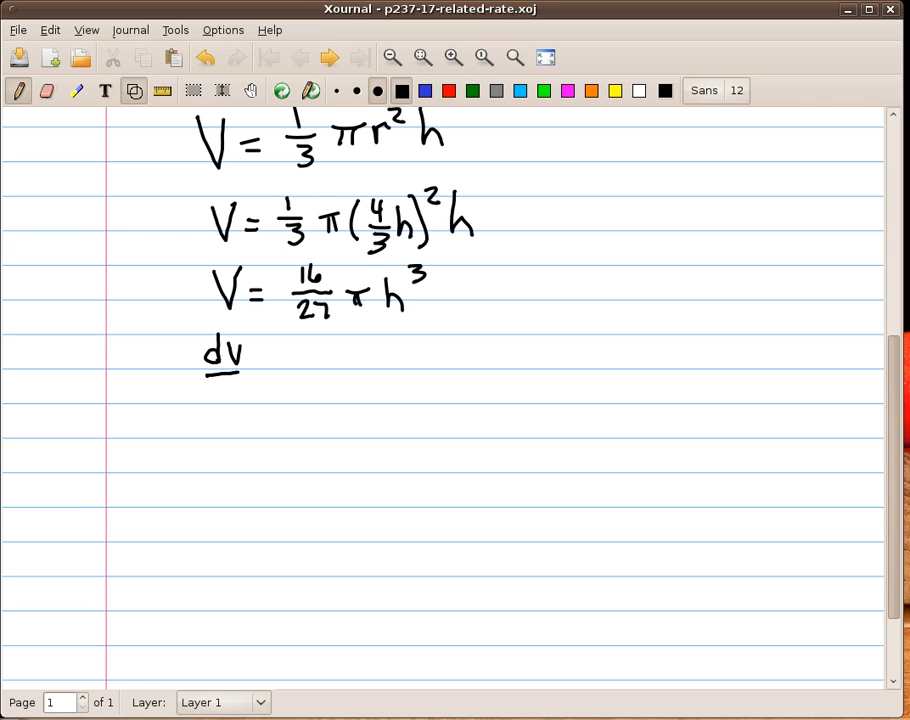 Xournal - p237-17-related-rate.xoj
File Edit View Journal Tools Options Help
T Sans 12
V = 1/3 πr² h
V = 1/3 π(4/3 h)² h
V = 16/27 π h³
dv
Page 1 of 1 Layer: Layer 1